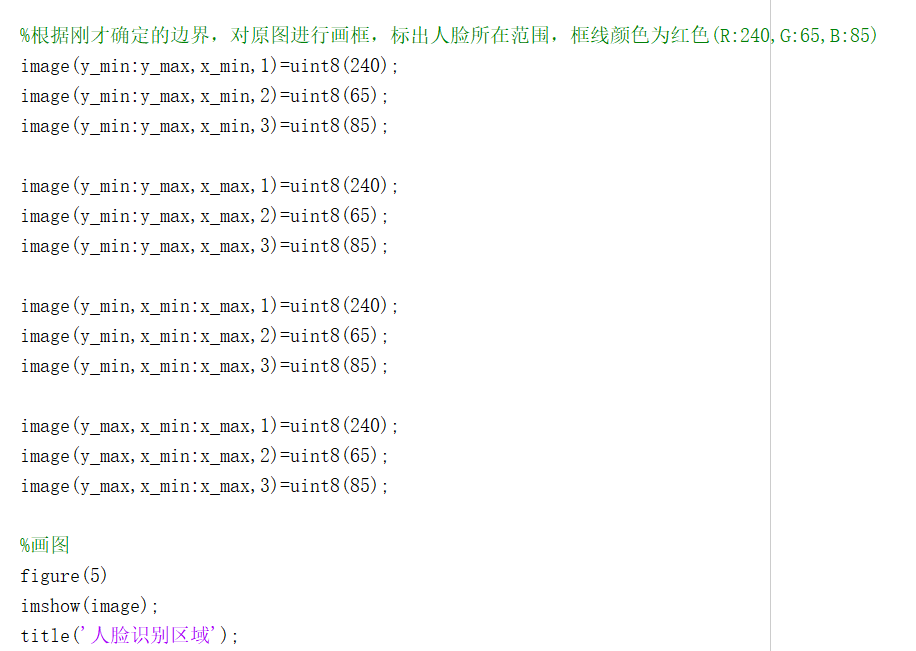 %根据刚才确定的边界，对原图进行画框，标出人脸所在范围，框线颜色为红色(R:240,G:65,B:85)
image(y_min:y_max,x_min,1)=uint8(240);
image(y_min:y_max,x_min,2)=uint8(65);
image(y_min:y_max,x_min,3)=uint8(85);
image(y_min:y_max,x_max,1)=uint8(240);
image(y_min:y_max,x_max,2)=uint8(65);
image(y_min:y_max,x_max,3)=uint8(85);
image(y_min,x_min:x_max,1)=uint8(240);
image(y_min,x_min:x_max,2)=uint8(65);
image(y_min,x_min:x_max,3)=uint8(85);
image(y_max,x_min:x_max,1)=uint8(240);
image(y_max,x_min:x_max,2)=uint8(65);
image(y_max,x_min:x_max,3)=uint8(85);
%画图
figure(5)
imshow(image);
title('人脸识别区域');